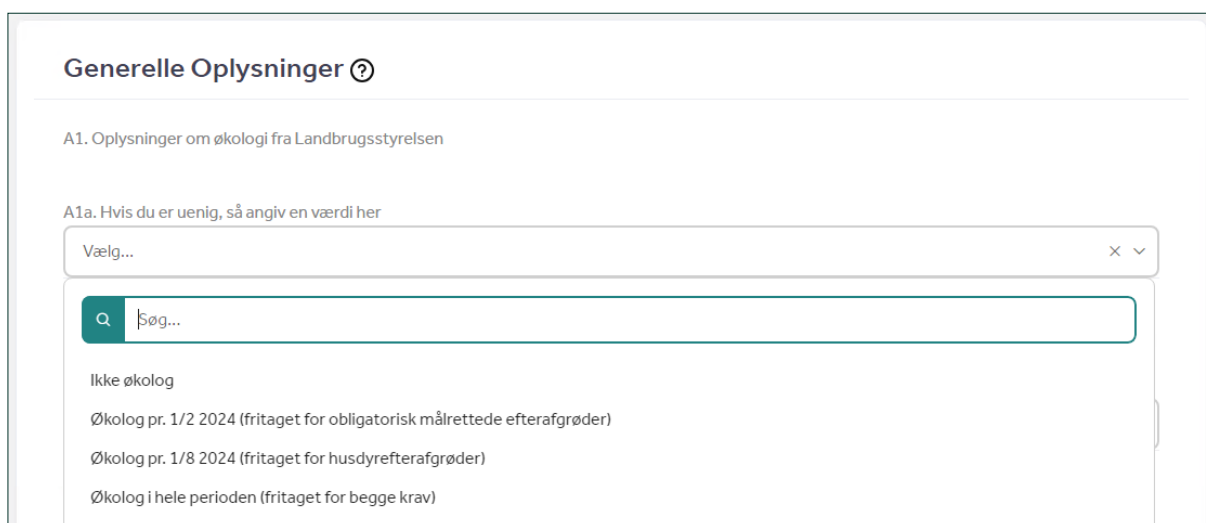 Generelle Oplysninger
A1. Oplysninger om økologi fra Landbrugsstyrelsen
A1a. Hvis du er uenig, så angiv en værdi her
Vælg...
Søg...
Ikke økolog
Økolog pr. 1/2 2024 (fritaget for obligatorisk målrettede efterafgrøder)
Økolog pr. 1/8 2024 (fritaget for husdyrefterafgrøder)
Økolog i hele perioden (fritaget for begge krav)